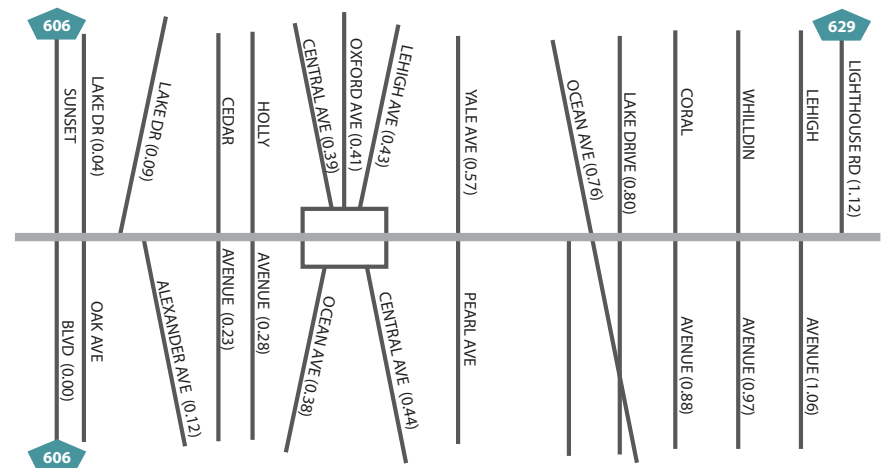 606
629
SUNSET
LAKE DR (0.04)
LAKE DR (0.09)
CEDAR
HOLLY
CENTRAL AVE (0.39)
OXFORD AVE (0.41)
LEHIGH AVE (0.43)
YALE AVE (0.57)
OCEAN AVE (0.76)
LAKE DRIVE (0.80)
CORAL
WHILLDIN
LEHIGH
LIGHTHOUSE RD (1.12)
BLVD (0.00)
OAK AVE
ALEXANDER AVE (0.12)
AVENUE (0.23)
AVENUE (0.28)
OCEAN AVE (0.38)
CENTRAL AVE (0.44)
PEARL AVE
AVENUE (0.88)
AVENUE (0.97)
AVENUE (1.06)
606